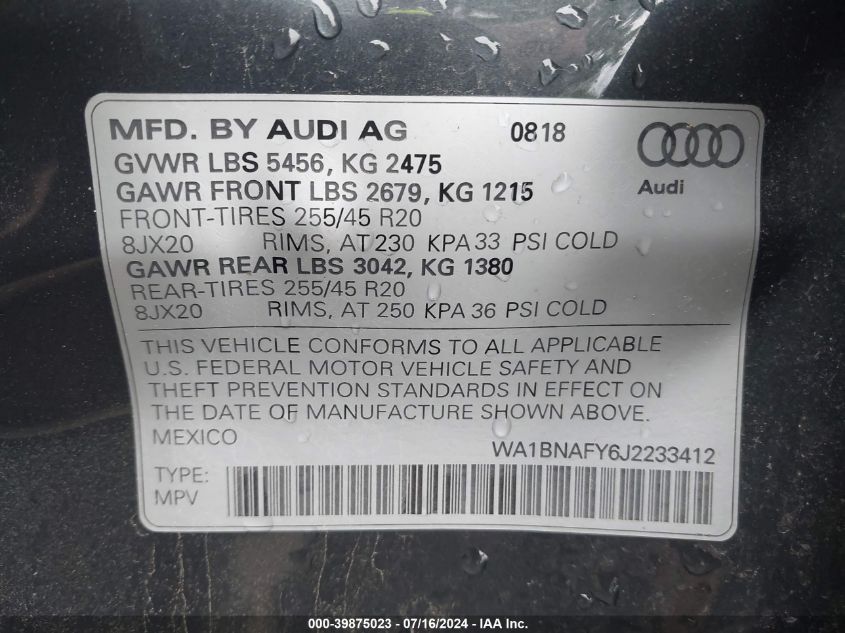 MFD. BY AUDI AG 0818
GVWR LBS 5456, KG 2475
GAWR FRONT LBS 2679, KG 1215
Audi
FRONT-TIRES 255/45 R20
8JX20 RIMS, AT 230 KPA 33 PSI COLD
GAWR REAR LBS 3042, KG 1380
REAR-TIRES 255/45 R20
8JX20 RIMS, AT 250 KPA 36 PSI COLD
THIS VEHICLE CONFORMS TO ALL APPLICABLE
U.S. FEDERAL MOTOR VEHICLE SAFETY AND
THEFT PREVENTION STANDARDS IN EFFECT ON
THE DATE OF MANUFACTURE SHOWN ABOVE.
MEXICO WA1BNAFY6J2233412
TYPE:
MPV
000-39875023 - 07/16/2024 - IAA Inc.